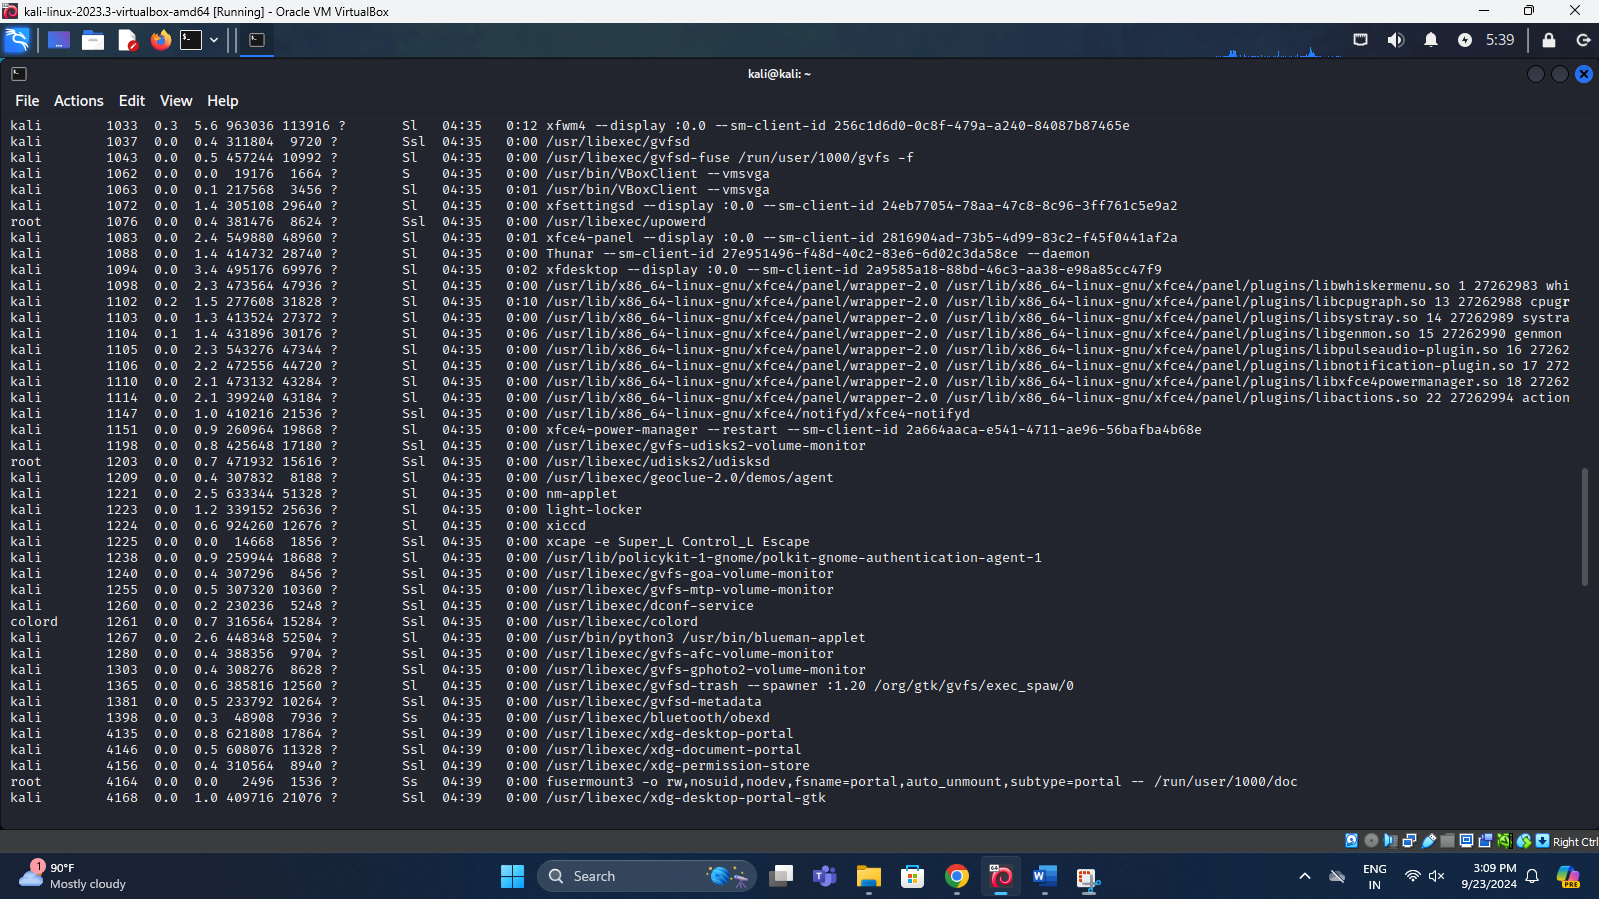 kali-linux-2023.3-virtualbox-amd64 [Running] - Oracle VM VirtualBox
5:39
kali@kali: ~
File Actions Edit View Help
kali 1033 0.3 5.6 963036 113916 ? Sl 04:35 0:12 xfwm4 --display :0.0 --sm-client-id 256c1d6d0-0c8f-479a-a240-84087b87465e
kali 1037 0.0 0.4 311804 9720 ? Ssl 04:35 0:00 /usr/libexec/gvfsd
kali 1043 0.0 0.5 457244 10992 ? Sl 04:35 0:00 /usr/libexec/gvfsd-fuse /run/user/1000/gvfs -f
kali 1062 0.0 0.0 19176 1664 ? S 04:35 0:00 /usr/bin/VBoxClient --vmsvga
kali 1063 0.0 0.1 217568 3456 ? Sl 04:35 0:01 /usr/bin/VBoxClient --vmsvga
kali 1072 0.0 1.4 305108 29640 ? Sl 04:35 0:00 xfsettingsd --display :0.0 --sm-client-id 24eb77054-78aa-47c8-8c96-3ff761c5e9a2
root 1076 0.0 0.4 381476 8624 ? Ssl 04:35 0:00 /usr/libexec/upowerd
kali 1083 0.0 2.4 549880 48960 ? Sl 04:35 0:01 xfce4-panel --display :0.0 --sm-client-id 2816904ad-73b5-4d99-83c2-f45f0441af2a
kali 1088 0.0 1.4 414732 28740 ? Sl 04:35 0:00 Thunar --sm-client-id 27e951496-f48d-40c2-83e6-6d02c3da58ce --daemon
kali 1094 0.0 3.4 495176 69976 ? Sl 04:35 0:02 xfdesktop --display :0.0 --sm-client-id 2a9585a18-88bd-46c3-aa38-e98a85cc47f9
kali 1098 0.0 2.3 473564 47936 ? Sl 04:35 0:00 /usr/lib/x86_64-linux-gnu/xfce4/panel/wrapper-2.0 /usr/lib/x86_64-linux-gnu/xfce4/panel/plugins/libwhiskermenu.so 1 27262983 whi
kali 1102 0.2 1.5 277608 31828 ? Sl 04:35 0:10 /usr/lib/x86_64-linux-gnu/xfce4/panel/wrapper-2.0 /usr/lib/x86_64-linux-gnu/xfce4/panel/plugins/libcpugraph.so 13 27262988 cpugr
kali 1103 0.0 1.3 413524 27372 ? Sl 04:35 0:00 /usr/lib/x86_64-linux-gnu/xfce4/panel/wrapper-2.0 /usr/lib/x86_64-linux-gnu/xfce4/panel/plugins/libsystray.so 14 27262989 systra
kali 1104 0.1 1.4 431896 30176 ? Sl 04:35 0:06 /usr/lib/x86_64-linux-gnu/xfce4/panel/wrapper-2.0 /usr/lib/x86_64-linux-gnu/xfce4/panel/plugins/libgenmon.so 15 27262990 genmon
kali 1105 0.0 2.3 543276 47344 ? Sl 04:35 0:00 /usr/lib/x86_64-linux-gnu/xfce4/panel/wrapper-2.0 /usr/lib/x86_64-linux-gnu/xfce4/panel/plugins/libpulseaudio-plugin.so 16 27262
kali 1106 0.0 2.2 472556 44720 ? Sl 04:35 0:00 /usr/lib/x86_64-linux-gnu/xfce4/panel/wrapper-2.0 /usr/lib/x86_64-linux-gnu/xfce4/panel/plugins/libnotification-plugin.so 17 272
kali 1110 0.0 2.1 473132 43284 ? Sl 04:35 0:00 /usr/lib/x86_64-linux-gnu/xfce4/panel/wrapper-2.0 /usr/lib/x86_64-linux-gnu/xfce4/panel/plugins/libxfce4powermanager.so 18 27262
kali 1114 0.0 2.1 399240 43184 ? Sl 04:35 0:00 /usr/lib/x86_64-linux-gnu/xfce4/panel/wrapper-2.0 /usr/lib/x86_64-linux-gnu/xfce4/panel/plugins/libactions.so 22 27262994 action
kali 1147 0.0 1.0 410216 21536 ? Ssl 04:35 0:00 /usr/lib/x86_64-linux-gnu/xfce4/notifyd/xfce4-notifyd
kali 1151 0.0 0.9 260964 19868 ? Sl 04:35 0:00 xfce4-power-manager --restart --sm-client-id 2a664aaca-e541-4711-ae96-56bafba4b68e
kali 1198 0.0 0.8 425648 17180 ? Ssl 04:35 0:00 /usr/libexec/gvfs-udisks2-volume-monitor
root 1203 0.0 0.7 471932 15616 ? Ssl 04:35 0:00 /usr/libexec/udisks2/udisksd
kali 1209 0.0 0.4 307832 8188 ? Sl 04:35 0:00 /usr/libexec/geoclue-2.0/demos/agent
kali 1221 0.0 2.5 633344 51328 ? Sl 04:35 0:00 nm-applet
kali 1223 0.0 1.2 339152 25636 ? Sl 04:35 0:00 light-locker
kali 1224 0.0 0.6 924260 12676 ? Sl 04:35 0:00 xiccd
kali 1225 0.0 0.0 14668 1856 ? Ssl 04:35 0:00 xcape -e Super_L Control_L Escape
kali 1238 0.0 0.9 259944 18688 ? Sl 04:35 0:00 /usr/lib/policykit-1-gnome/polkit-gnome-authentication-agent-1
kali 1240 0.0 0.4 307296 8456 ? Ssl 04:35 0:00 /usr/libexec/gvfs-goa-volume-monitor
kali 1255 0.0 0.5 307320 10360 ? Ssl 04:35 0:00 /usr/libexec/gvfs-mtp-volume-monitor
kali 1260 0.0 0.2 230236 5248 ? Ssl 04:35 0:00 /usr/libexec/dconf-service
colord 1261 0.0 0.7 316564 15284 ? Ssl 04:35 0:00 /usr/libexec/colord
kali 1267 0.0 2.6 448348 52504 ? Sl 04:35 0:00 /usr/bin/python3 /usr/bin/blueman-applet
kali 1280 0.0 0.4 388356 9704 ? Ssl 04:35 0:00 /usr/libexec/gvfs-afc-volume-monitor
kali 1303 0.0 0.4 308276 8628 ? Ssl 04:35 0:00 /usr/libexec/gvfs-gphoto2-volume-monitor
kali 1365 0.0 0.6 385816 12560 ? Sl 04:35 0:00 /usr/libexec/gvfsd-trash --spawner :1.20 /org/gtk/gvfs/exec_spaw/0
kali 1381 0.0 0.5 233792 10264 ? Ssl 04:35 0:00 /usr/libexec/gvfsd-metadata
kali 1398 0.0 0.3 48908 7936 ? Ss 04:35 0:00 /usr/libexec/bluetooth/obexd
kali 4135 0.0 0.8 621808 17864 ? Ssl 04:39 0:00 /usr/libexec/xdg-desktop-portal
kali 4146 0.0 0.5 608076 11328 ? Ssl 04:39 0:00 /usr/libexec/xdg-document-portal
kali 4156 0.0 0.4 310564 8940 ? Ssl 04:39 0:00 /usr/libexec/xdg-permission-store
root 4164 0.0 0.0 2496 1536 ? Ss 04:39 0:00 fusermount3 -o rw,nosuid,nodev,fsname=portal,auto_unmount,subtype=portal -- /run/user/1000/doc
kali 4168 0.0 1.0 409716 21076 ? Ssl 04:39 0:00 /usr/libexec/xdg-desktop-portal-gtk
Right Ctrl
1
90°F
Mostly cloudy
Search
ENG
IN
3:09 PM
9/23/2024
PRE